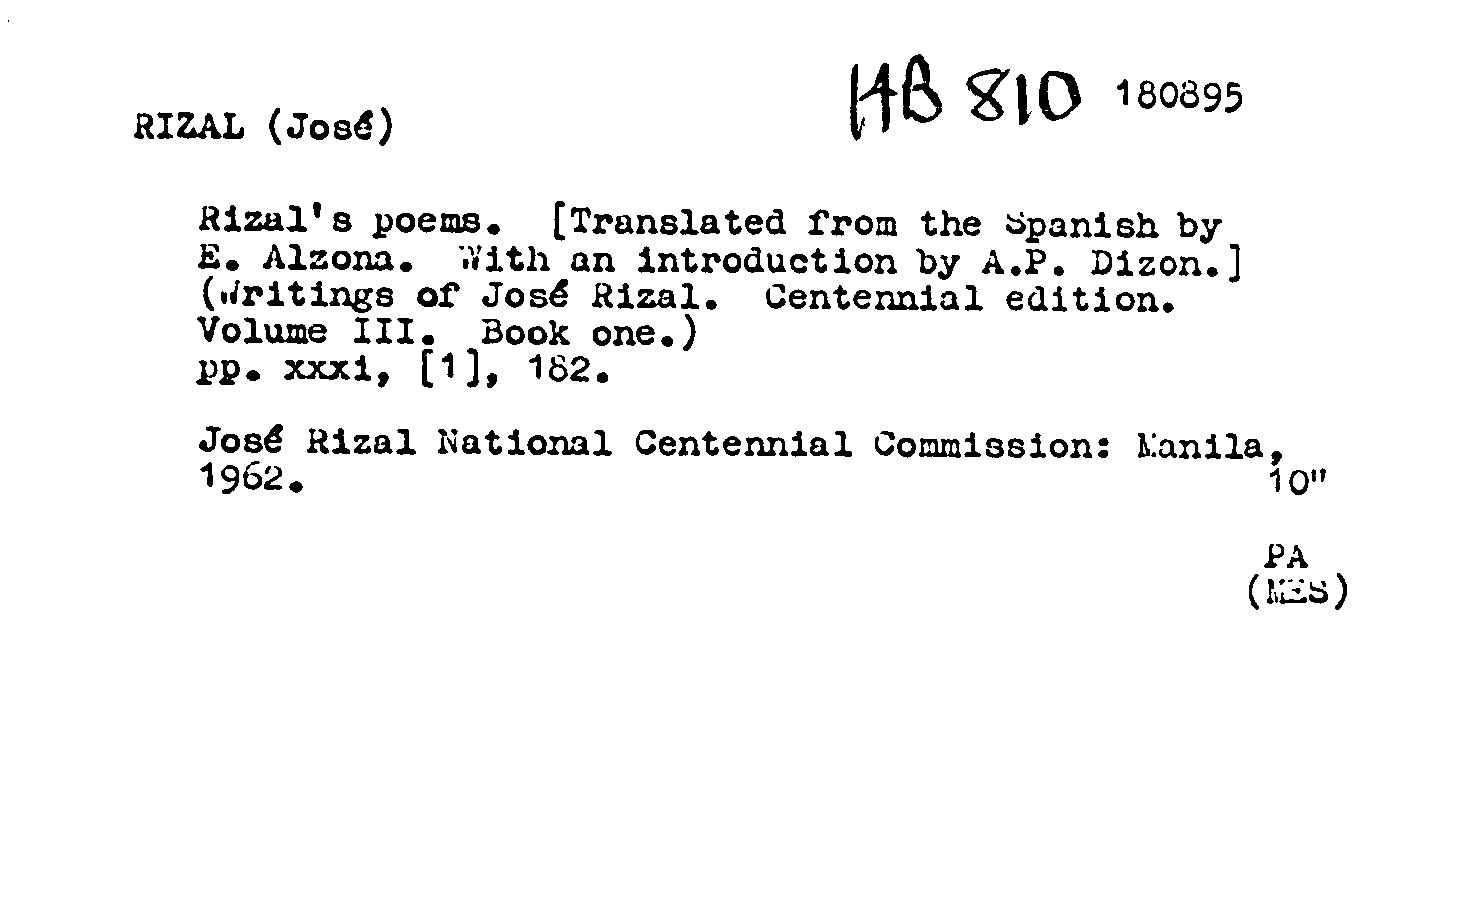 HB 810 180895
RIZAL (José)
Rizal's poems. [Translated from the Spanish by
E. Alzona. With an introduction by A.P. Dizon.]
(Writings of José Rizal. Centennial edition.
Volume III. Book one.)
pp. xxxi, [1], 182.
José Rizal National Centennial Commission: Manila,
1962. 10"
PA
(MES)